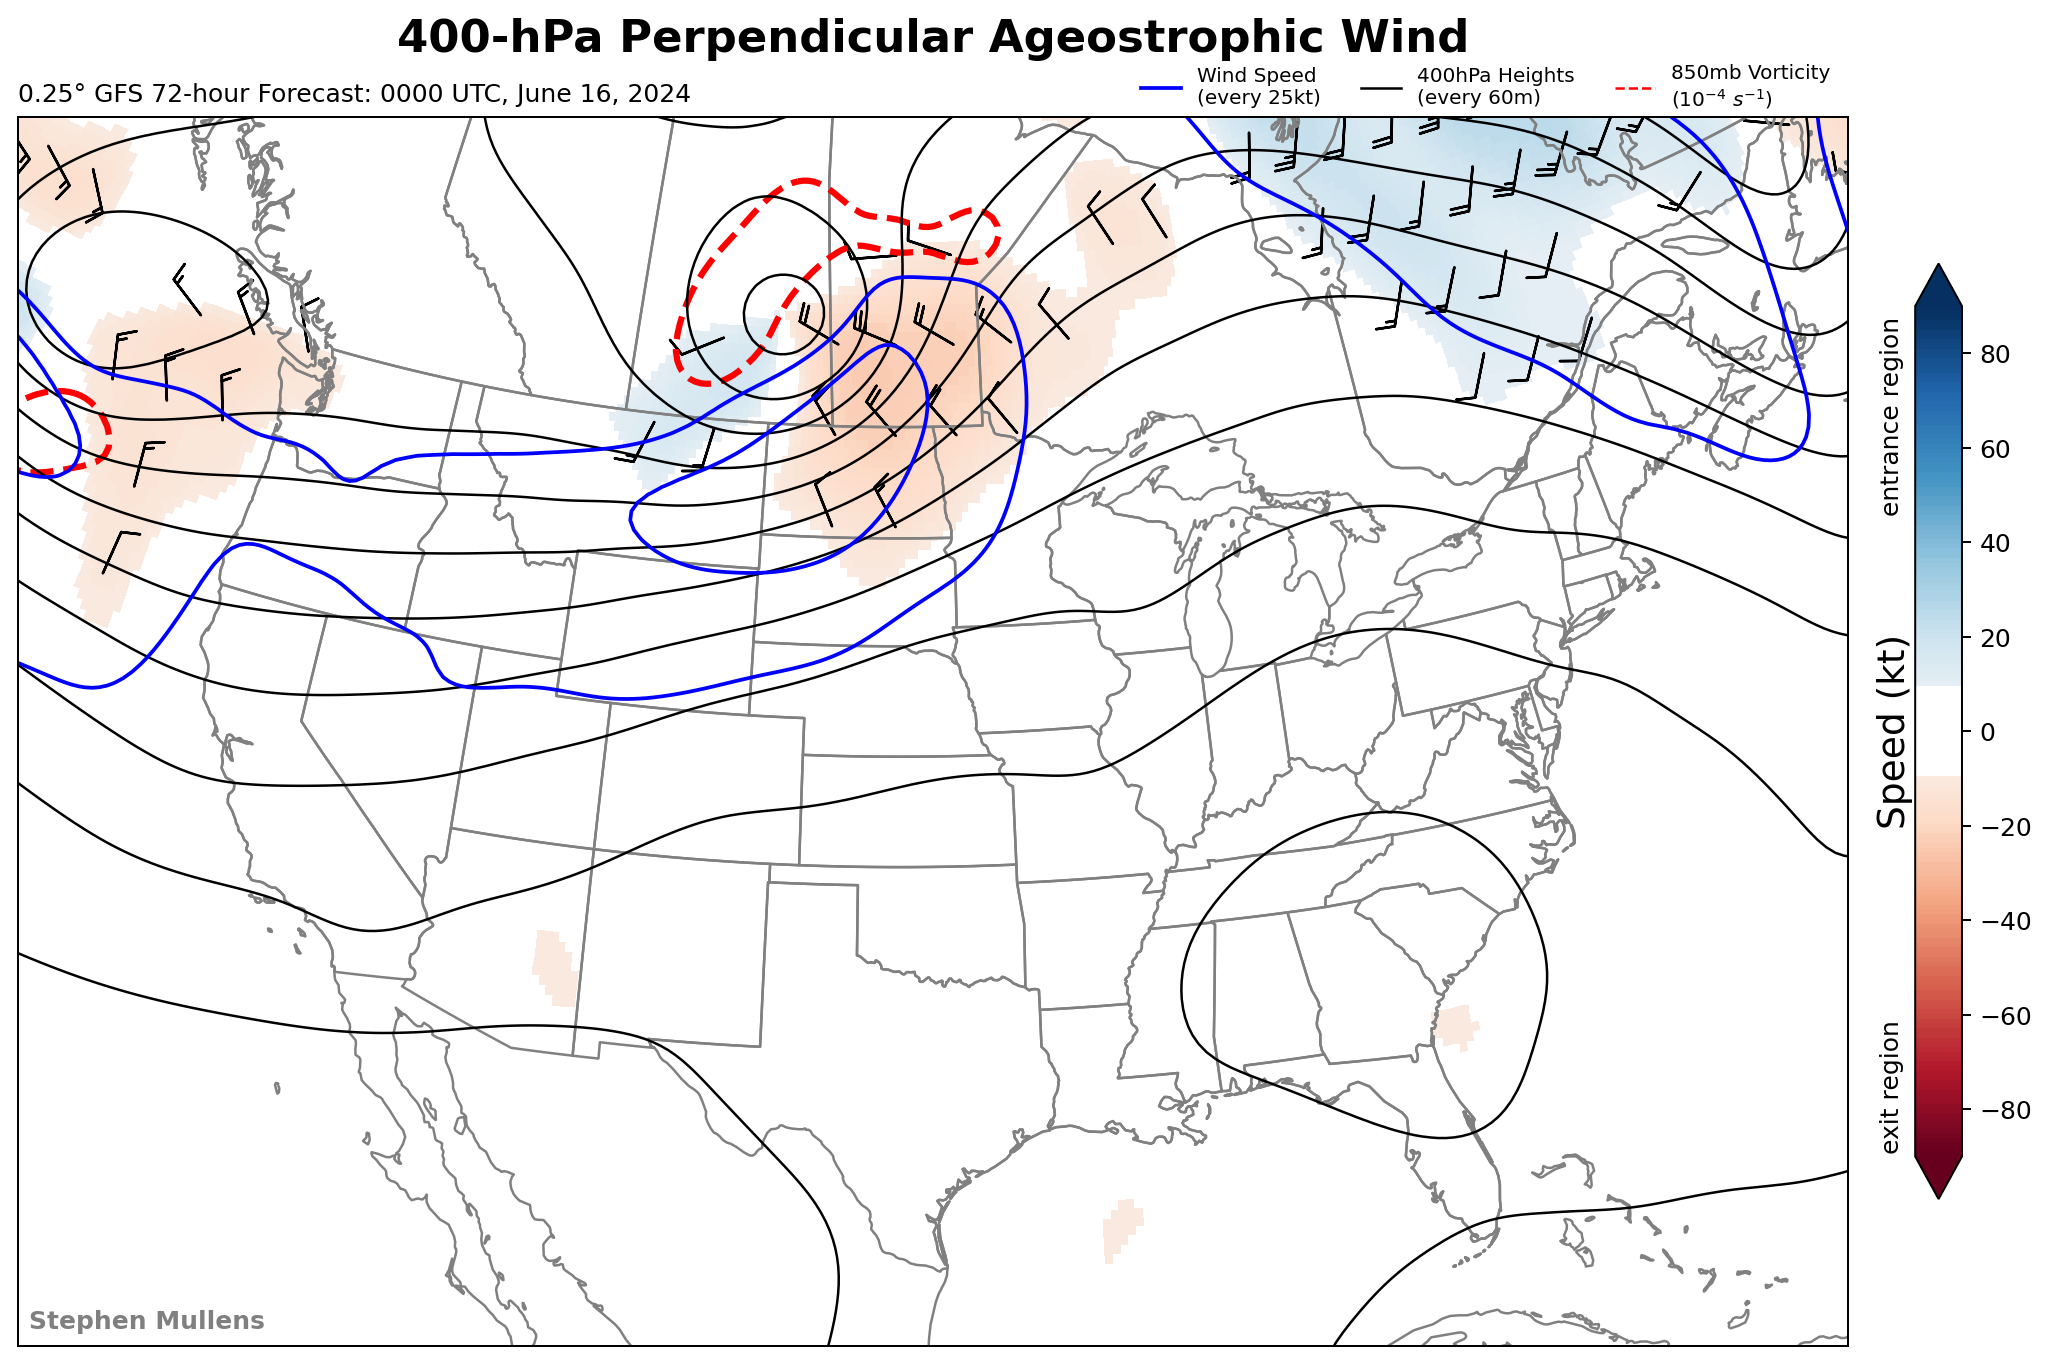 400-hPa Perpendicular Ageostrophic Wind
0.25° GFS 72-hour Forecast: 0000 UTC, June 16, 2024
Wind Speed
(every 25kt)
400hPa Heights
(every 60m)
850mb Vorticity
(10⁻⁴ s⁻¹)
entrance region
Speed (kt)
exit region
80
60
40
20
0
−20
−40
−60
−80
Stephen Mullens